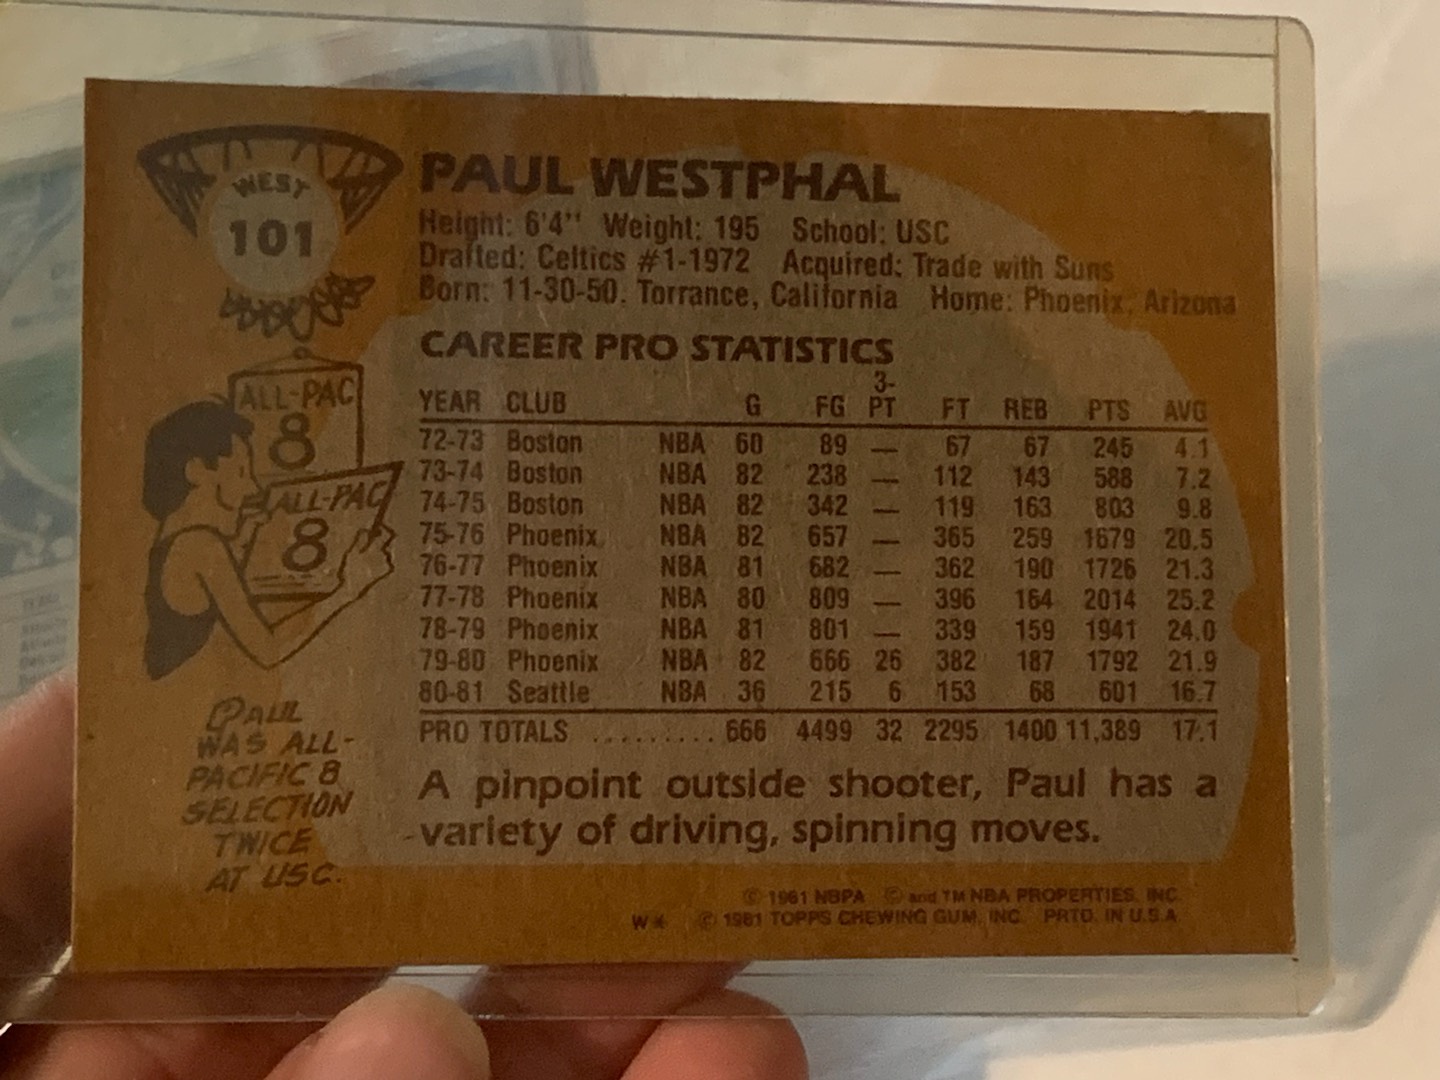 WEST
101
PAUL WESTPHAL
Height: 6'4" Weight: 195 School: USC
Drafted: Celtics #1-1972 Acquired: Trade with Suns
Born: 11-30-50. Torrance, California Home: Phoenix, Arizona
CAREER PRO STATISTICS
YEAR CLUB G FG 3-PT FT REB PTS AVG
72-73 Boston NBA 60 89 — 67 67 245 4.1
73-74 Boston NBA 82 238 — 112 143 588 7.2
74-75 Boston NBA 82 342 — 119 163 803 9.8
75-76 Phoenix NBA 82 657 — 365 259 1679 20.5
76-77 Phoenix NBA 81 682 — 362 190 1726 21.3
77-78 Phoenix NBA 80 809 — 396 164 2014 25.2
78-79 Phoenix NBA 81 801 — 339 159 1941 24.0
79-80 Phoenix NBA 82 666 26 382 187 1792 21.9
80-81 Seattle NBA 36 215 6 153 68 601 16.7
PRO TOTALS .......... 666 4499 32 2295 1400 11,389 17.1
A pinpoint outside shooter, Paul has a
variety of driving, spinning moves.
ALL-PAC
8
ALL-PAC
8
PAUL
WAS ALL-
PACIFIC 8
SELECTION
TWICE
AT USC.
© 1981 NBPA © and TM NBA PROPERTIES, INC.
W* © 1981 TOPPS CHEWING GUM, INC. PRTD. IN U.S.A.